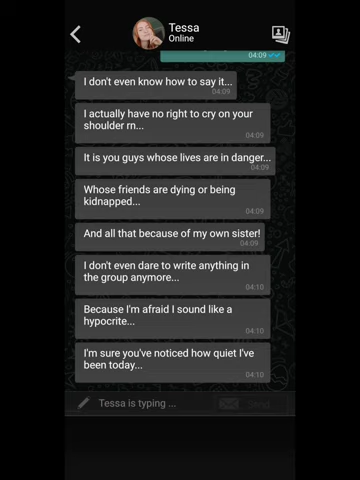 Tessa
Online
04:09
I don't even know how to say it...
04:09
I actually have no right to cry on your
shoulder rn...
04:09
It is you guys whose lives are in danger...
04:09
Whose friends are dying or being
kidnapped...
04:09
And all that because of my own sister!
04:09
I don't even dare to write anything in
the group anymore...
04:10
Because I'm afraid I sound like a
hypocrite...
04:10
I'm sure you've noticed how quiet I've
been today...
04:10
Tessa is typing ...
Send